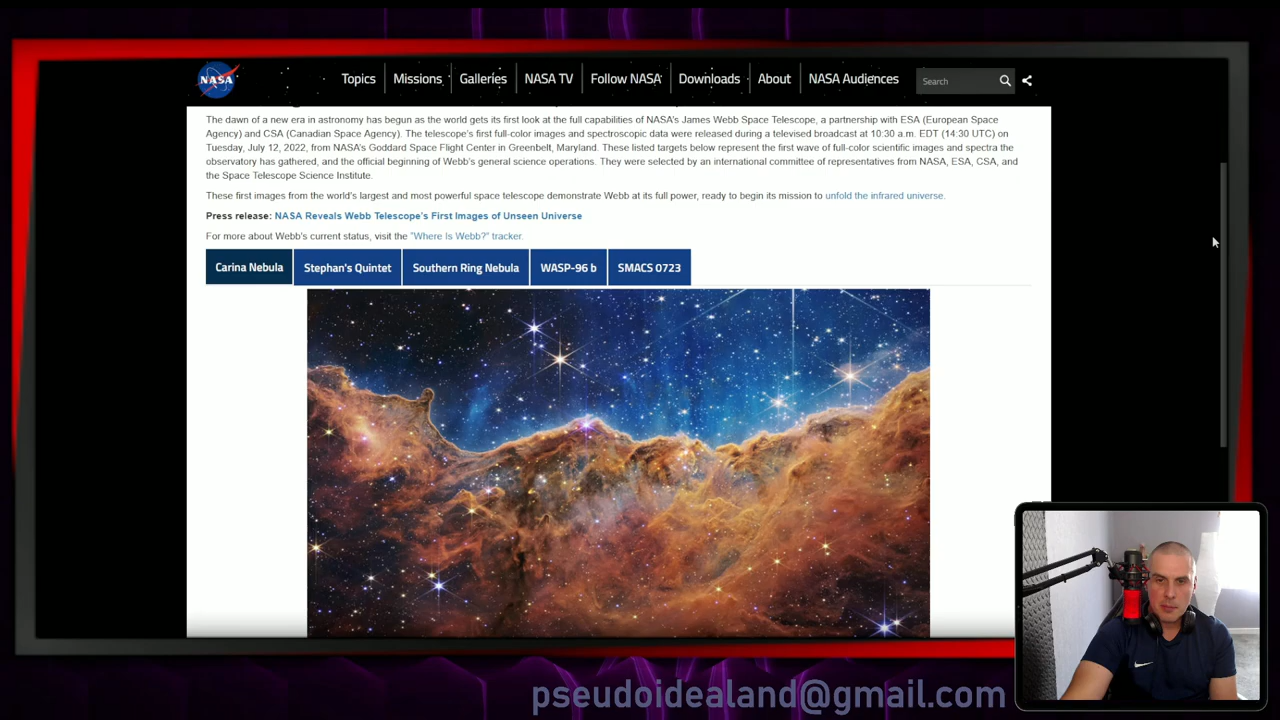 NASA
Topics
Missions
Galleries
NASA TV
Follow NASA
Downloads
About
NASA Audiences
Search
The dawn of a new era in astronomy has begun as the world gets its first look at the full capabilities of NASA's James Webb Space Telescope, a partnership with ESA (European Space
Agency) and CSA (Canadian Space Agency). The telescope's first full-color images and spectroscopic data were released during a televised broadcast at 10:30 a.m. EDT (14:30 UTC) on
Tuesday, July 12, 2022, from NASA's Goddard Space Flight Center in Greenbelt, Maryland. These listed targets below represent the first wave of full-color scientific images and spectra the
observatory has gathered, and the official beginning of Webb's general science operations. They were selected by an international committee of representatives from NASA, ESA, CSA, and
the Space Telescope Science Institute.
These first images from the world's largest and most powerful space telescope demonstrate Webb at its full power, ready to begin its mission to unfold the infrared universe.
Press release: NASA Reveals Webb Telescope's First Images of Unseen Universe
For more about Webb's current status, visit the "Where Is Webb?" tracker.
Carina Nebula
Stephan's Quintet
Southern Ring Nebula
WASP-96 b
SMACS 0723
pseudoidealand@gmail.com